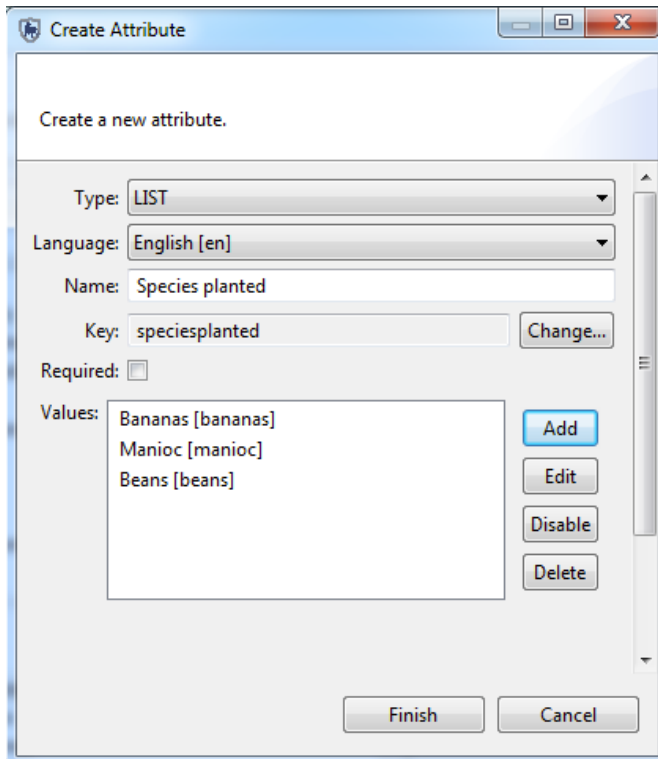 Create Attribute
Create a new attribute.
Type: LIST
Language: English [en]
Name: Species planted
Key: speciesplanted Change...
Required:
Values:
Bananas [bananas]
Manioc [manioc]
Beans [beans]
Add
Edit
Disable
Delete
Finish Cancel